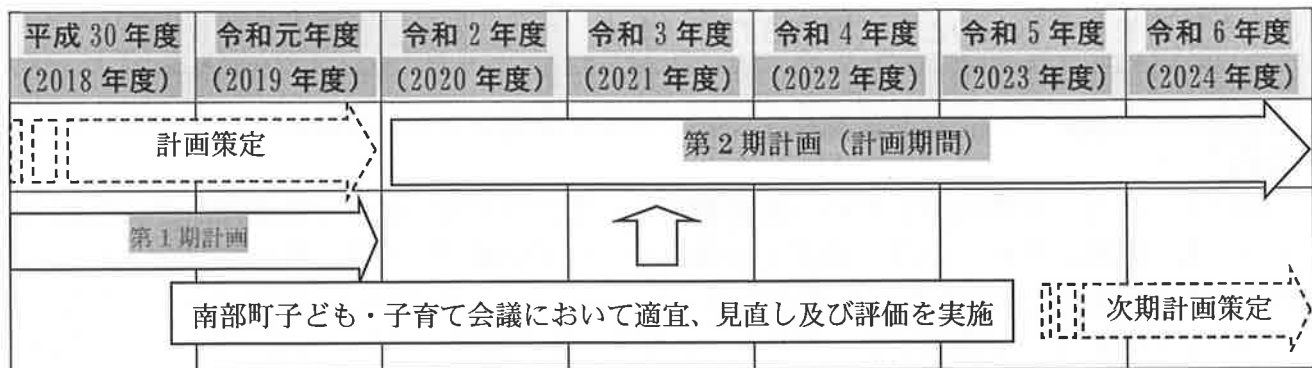 平成30年度 令和元年度 令和2年度 令和3年度 令和4年度 令和5年度 令和6年度
(2018年度) (2019年度) (2020年度) (2021年度) (2022年度) (2023年度) (2024年度)
計画策定
第2期計画（計画期間）
第1期計画
南部町子ども・子育て会議において適宜、見直し及び評価を実施
次期計画策定